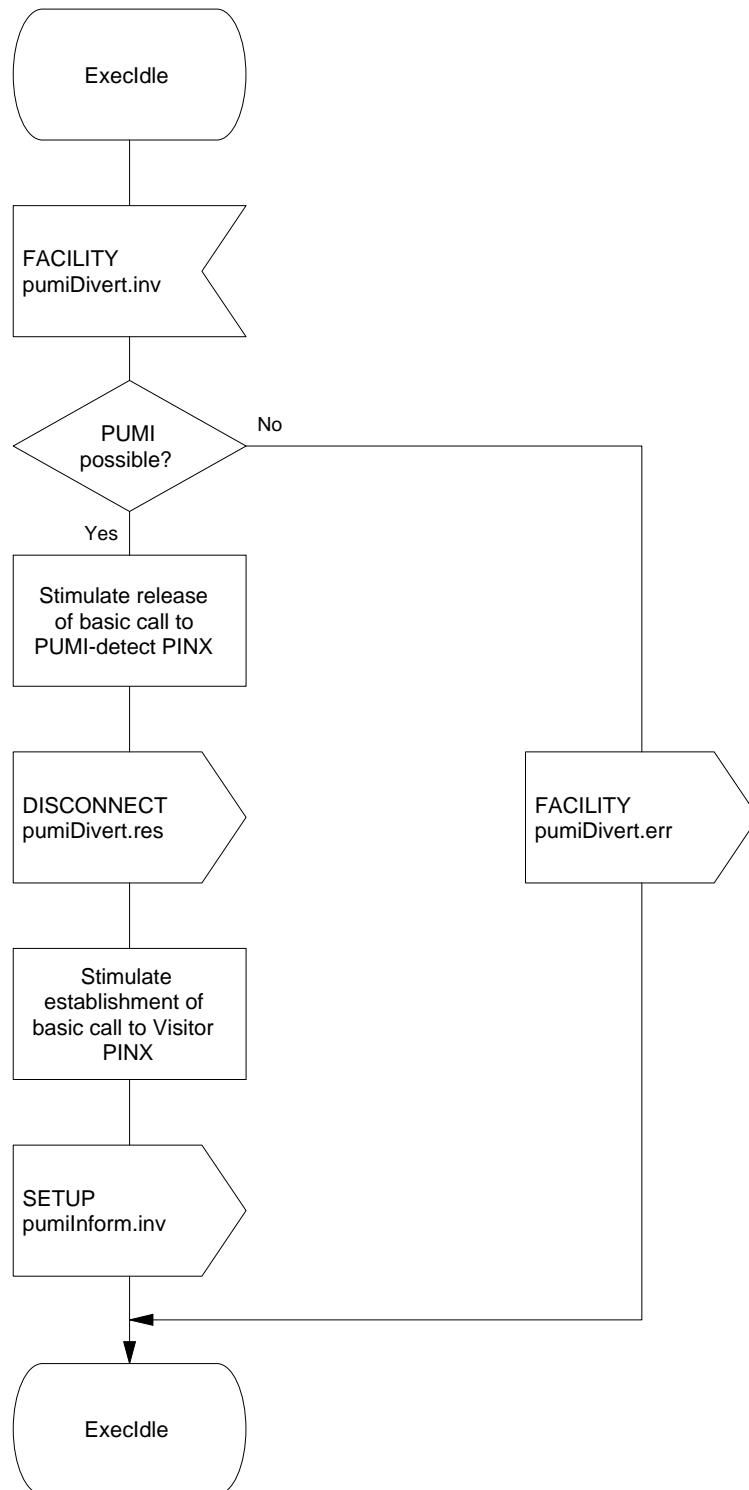 ExecIdle
FACILITY
pumiDivert.inv
PUMI
possible?
No
Yes
Stimulate release
of basic call to
PUMI-detect PINX
DISCONNECT
pumiDivert.res
FACILITY
pumiDivert.err
Stimulate
establishment of
basic call to Visitor
PINX
SETUP
pumiInform.inv
ExecIdle